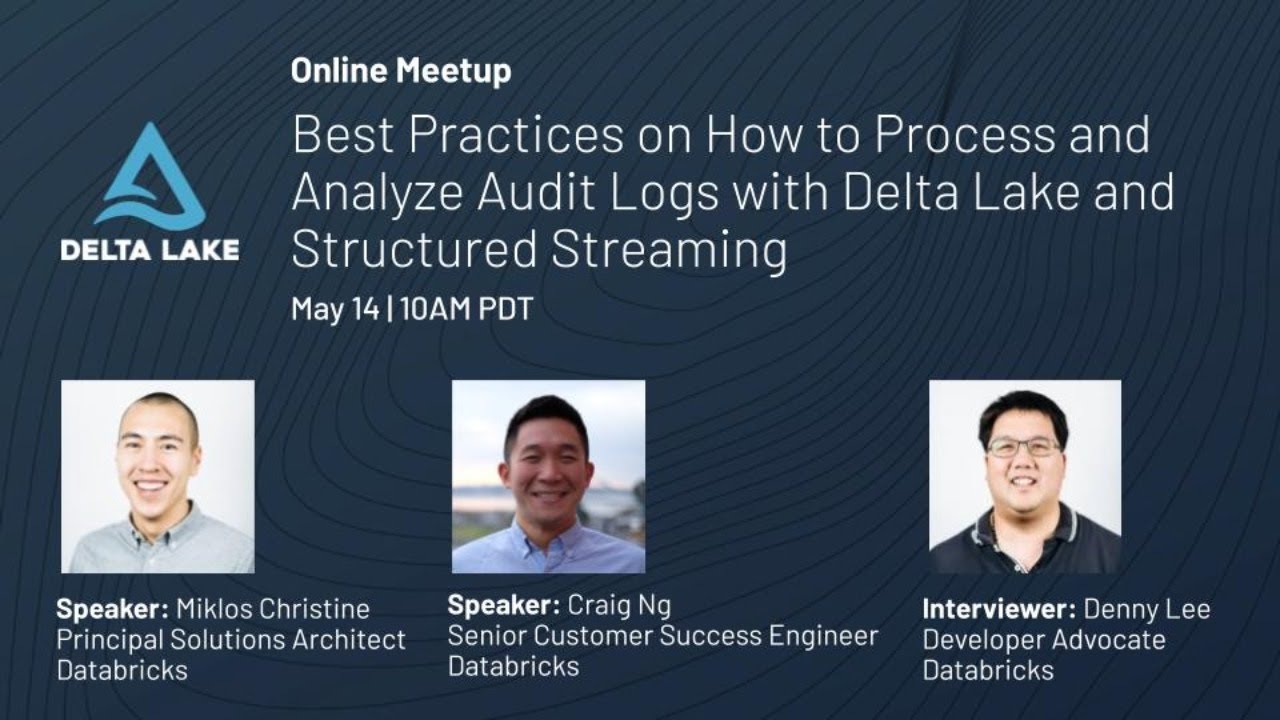 Online Meetup
Best Practices on How to Process and
Analyze Audit Logs with Delta Lake and
Structured Streaming
May 14 | 10AM PDT
DELTA LAKE
Speaker: Miklos Christine
Principal Solutions Architect
Databricks
Speaker: Craig Ng
Senior Customer Success Engineer
Databricks
Interviewer: Denny Lee
Developer Advocate
Databricks